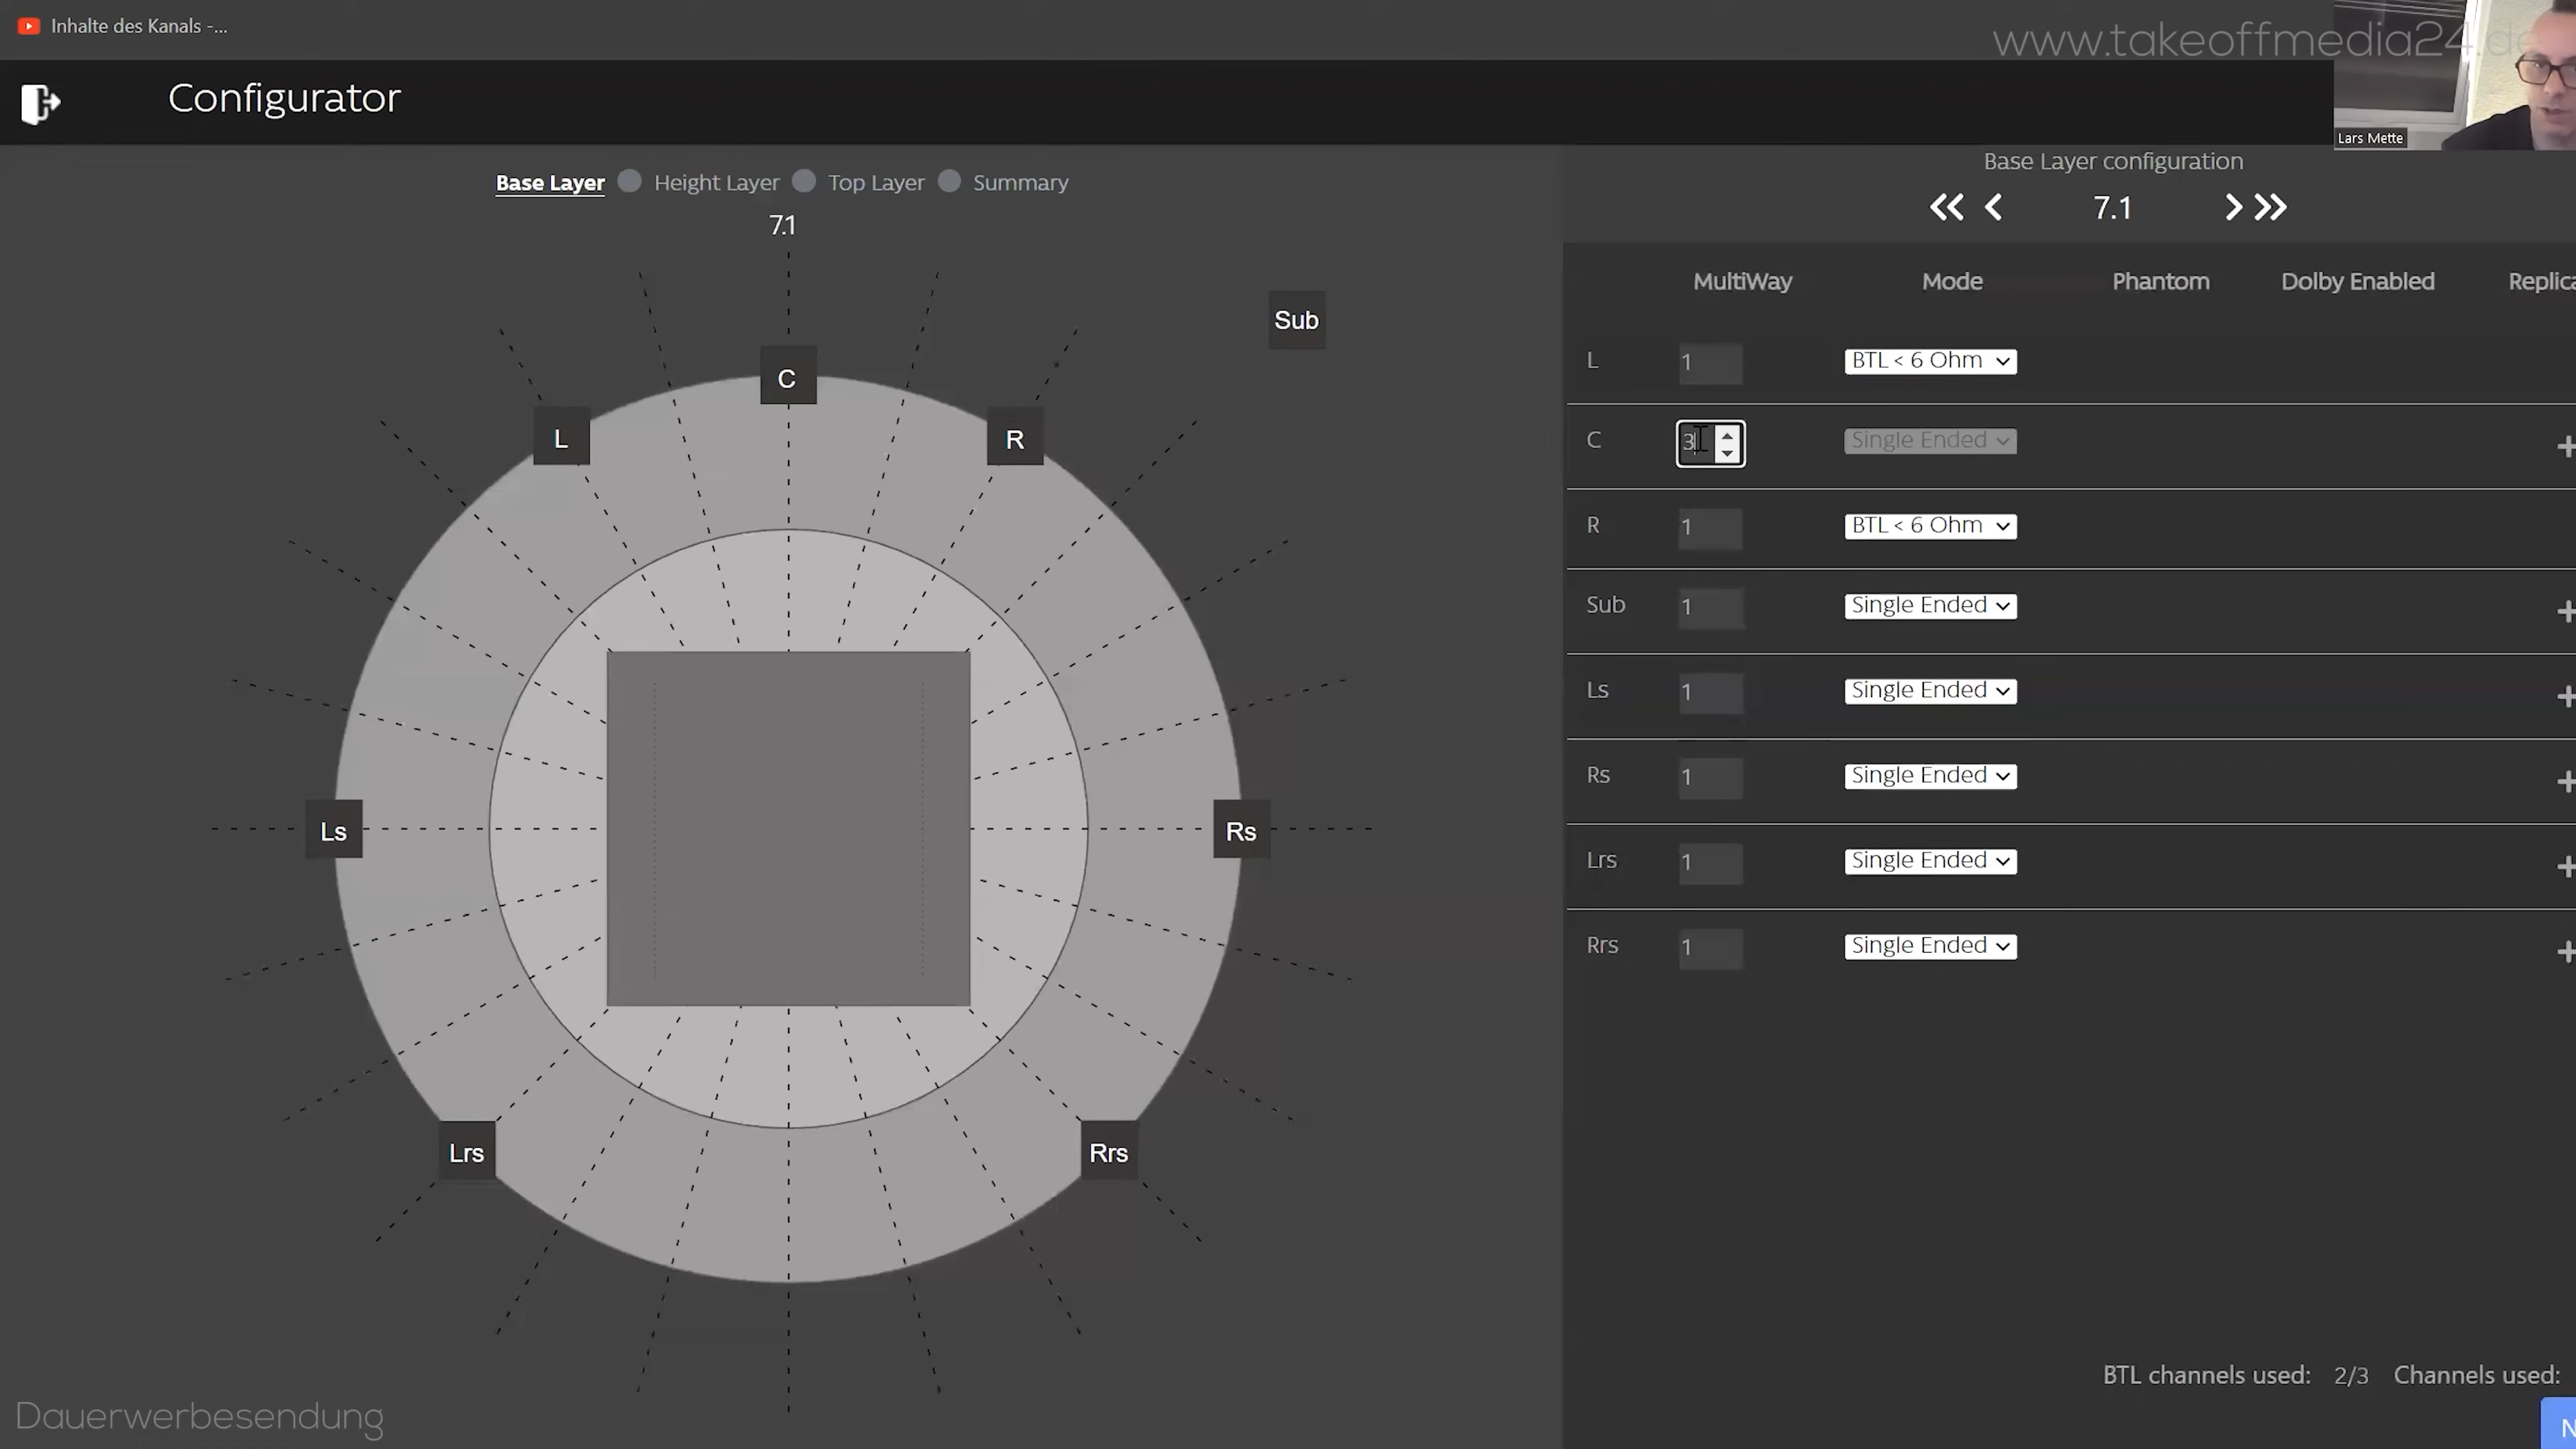 Inhalte des Kanals -...
www.takeoffmedia24.de
Configurator
Lars Mette
Base Layer
Height Layer
Top Layer
Summary
7.1
Base Layer configuration
7.1
MultiWay
Mode
Phantom
Dolby Enabled
Replica
Sub
C
L
R
Ls
Rs
Lrs
Rrs
L 1 BTL < 6 Ohm
C 3 Single Ended +
R 1 BTL < 6 Ohm
Sub 1 Single Ended +
Ls 1 Single Ended +
Rs 1 Single Ended +
Lrs 1 Single Ended +
Rrs 1 Single Ended +
BTL channels used: 2/3 Channels used:
N
Dauerwerbesendung